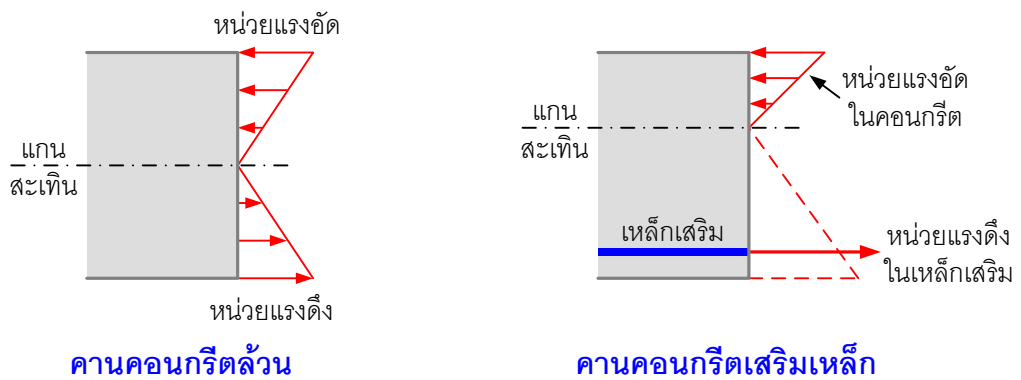 หน่วยแรงอัด
แกน
สะเทิน
หน่วยแรงดึง
คานคอนกรีตล้วน
หน่วยแรงอัด
ในคอนกรีต
แกน
สะเทิน
เหล็กเสริม
หน่วยแรงดึง
ในเหล็กเสริม
คานคอนกรีตเสริมเหล็ก